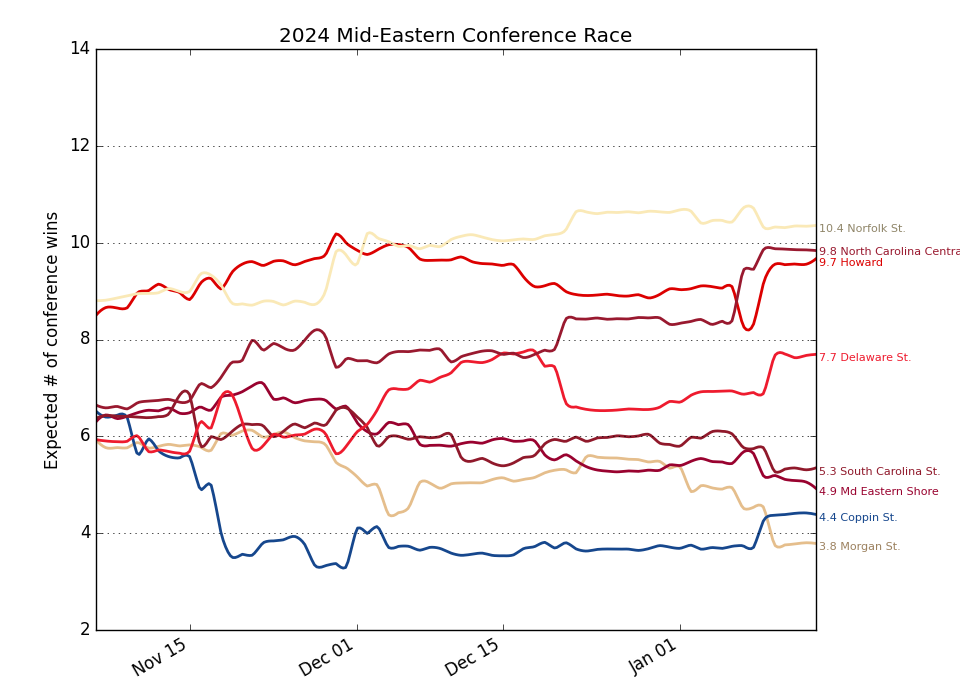 2024 Mid-Eastern Conference Race
Expected # of conference wins
14
12
10
8
6
4
2
Nov 15
Dec 01
Dec 15
Jan 01
10.4 Norfolk St.
9.8 North Carolina Centra
9.7 Howard
7.7 Delaware St.
5.3 South Carolina St.
4.9 Md Eastern Shore
4.4 Coppin St.
3.8 Morgan St.